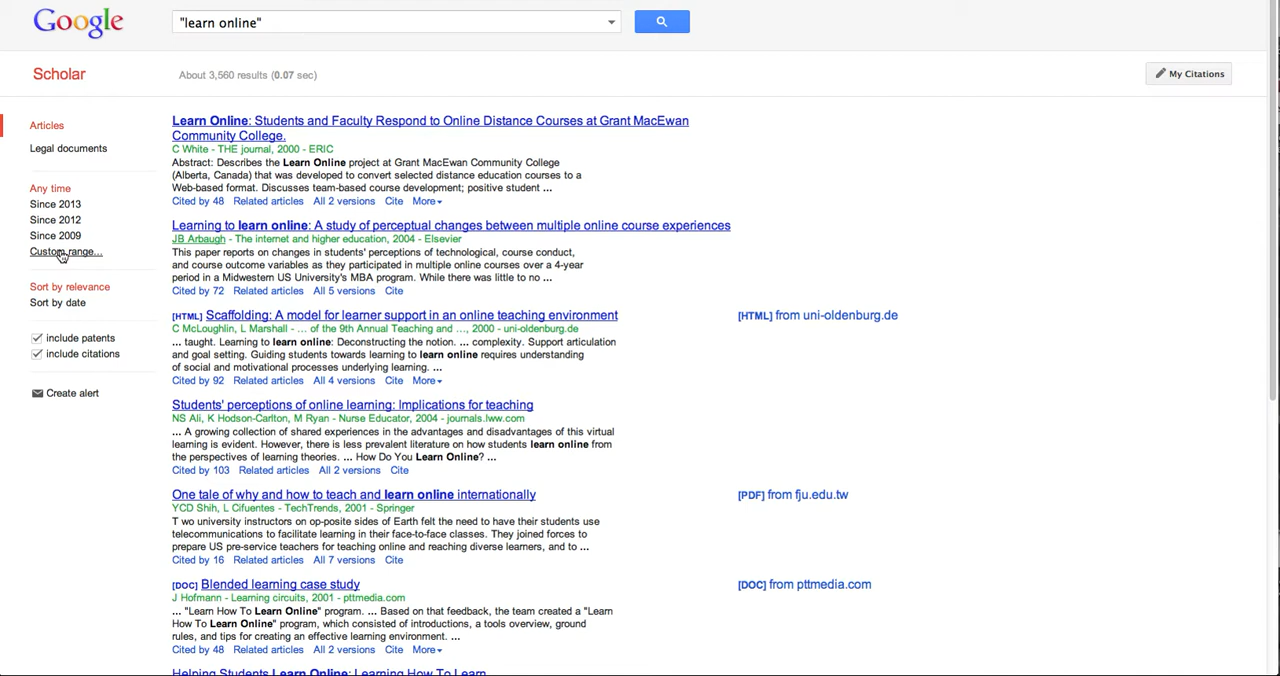 Google
"learn online"
Scholar
About 3,560 results (0.07 sec)
My Citations
Articles
Legal documents
Any time
Since 2013
Since 2012
Since 2009
Custom range...
Sort by relevance
Sort by date
include patents
include citations
Create alert
Learn Online: Students and Faculty Respond to Online Distance Courses at Grant MacEwan
Community College.
C White - THE journal, 2000 - ERIC
Abstract: Describes the Learn Online project at Grant MacEwan Community College
(Alberta, Canada) that was developed to convert selected distance education courses to a
Web-based format. Discusses team-based course development; positive student ...
Cited by 48 Related articles All 2 versions Cite More
Learning to learn online: A study of perceptual changes between multiple online course experiences
JB Arbaugh - The internet and higher education, 2004 - Elsevier
This paper reports on changes in students' perceptions of technological, course conduct,
and course outcome variables as they participated in multiple online courses over a 4-year
period in a Midwestern US University's MBA program. While there was little to no ...
Cited by 72 Related articles All 5 versions Cite
[HTML] Scaffolding: A model for learner support in an online teaching environment
[HTML] from uni-oldenburg.de
C McLoughlin, L Marshall - ... of the 9th Annual Teaching and ..., 2000 - uni-oldenburg.de
... taught. Learning to learn online: Deconstructing the notion. ... complexity. Support articulation
and goal setting. Guiding students towards learning to learn online requires understanding
of social and motivational processes underlying learning. ...
Cited by 92 Related articles All 4 versions Cite More
Students' perceptions of online learning: Implications for teaching
NS Ali, K Hodson-Carlton, M Ryan - Nurse Educator, 2004 - journals.lww.com
... A growing collection of shared experiences in the advantages and disadvantages of this virtual
learning is evident. However, there is less prevalent literature on how students learn online from
the perspectives of learning theories. ... How Do You Learn Online? ...
Cited by 103 Related articles All 2 versions Cite
One tale of why and how to teach and learn online internationally
[PDF] from fju.edu.tw
YCD Shih, L Cifuentes - TechTrends, 2001 - Springer
T wo university instructors on op-posite sides of Earth felt the need to have their students use
telecommunications to facilitate learning in their face-to-face classes. They joined forces to
prepare US pre-service teachers for teaching online and reaching diverse learners, and to ...
Cited by 16 Related articles All 7 versions Cite
[DOC] Blended learning case study
[DOC] from pttmedia.com
J Hofmann - Learning circuits, 2001 - pttmedia.com
... "Learn How To Learn Online" program. ... Based on that feedback, the team created a "Learn
How To Learn Online" program, which consisted of introductions, a tools overview, ground
rules, and tips for creating an effective learning environment. ...
Cited by 48 Related articles All 2 versions Cite More
Helping Students Learn Online: Learning How To Learn